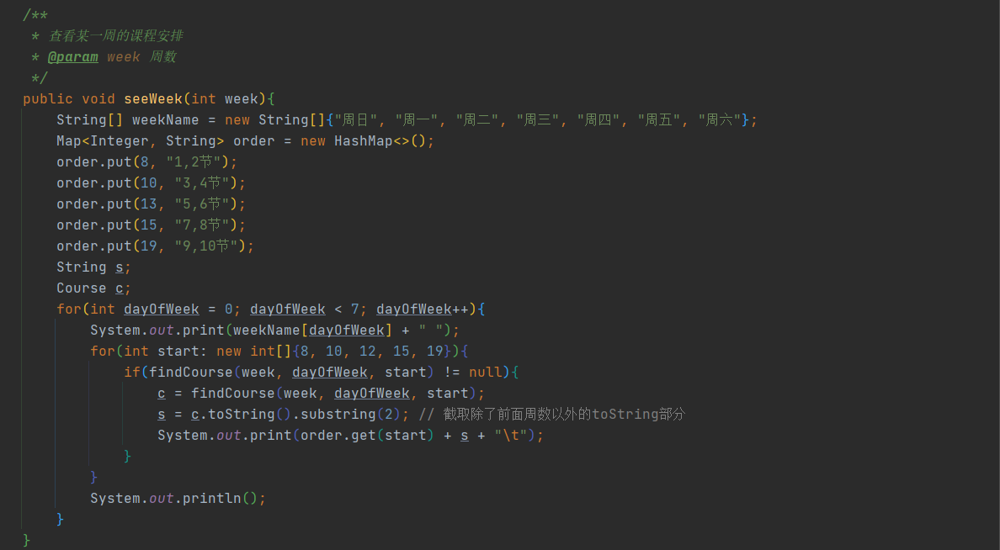 /**
 * 查看某一周的课程安排
 * @param week 周数
 */
public void seeWeek(int week){
    String[] weekName = new String[]{"周日", "周一", "周二", "周三", "周四", "周五", "周六"};
    Map<Integer, String> order = new HashMap<>();
    order.put(8, "1,2节");
    order.put(10, "3,4节");
    order.put(13, "5,6节");
    order.put(15, "7,8节");
    order.put(19, "9,10节");
    String s;
    Course c;
    for(int dayOfWeek = 0; dayOfWeek < 7; dayOfWeek++){
        System.out.print(weekName[dayOfWeek] + " ");
        for(int start: new int[]{8, 10, 12, 15, 19}){
            if(findCourse(week, dayOfWeek, start) != null){
                c = findCourse(week, dayOfWeek, start);
                s = c.toString().substring(2); // 截取除了前面周数以外的toString部分
                System.out.print(order.get(start) + s + "\t");
            }
        }
        System.out.println();
    }
}